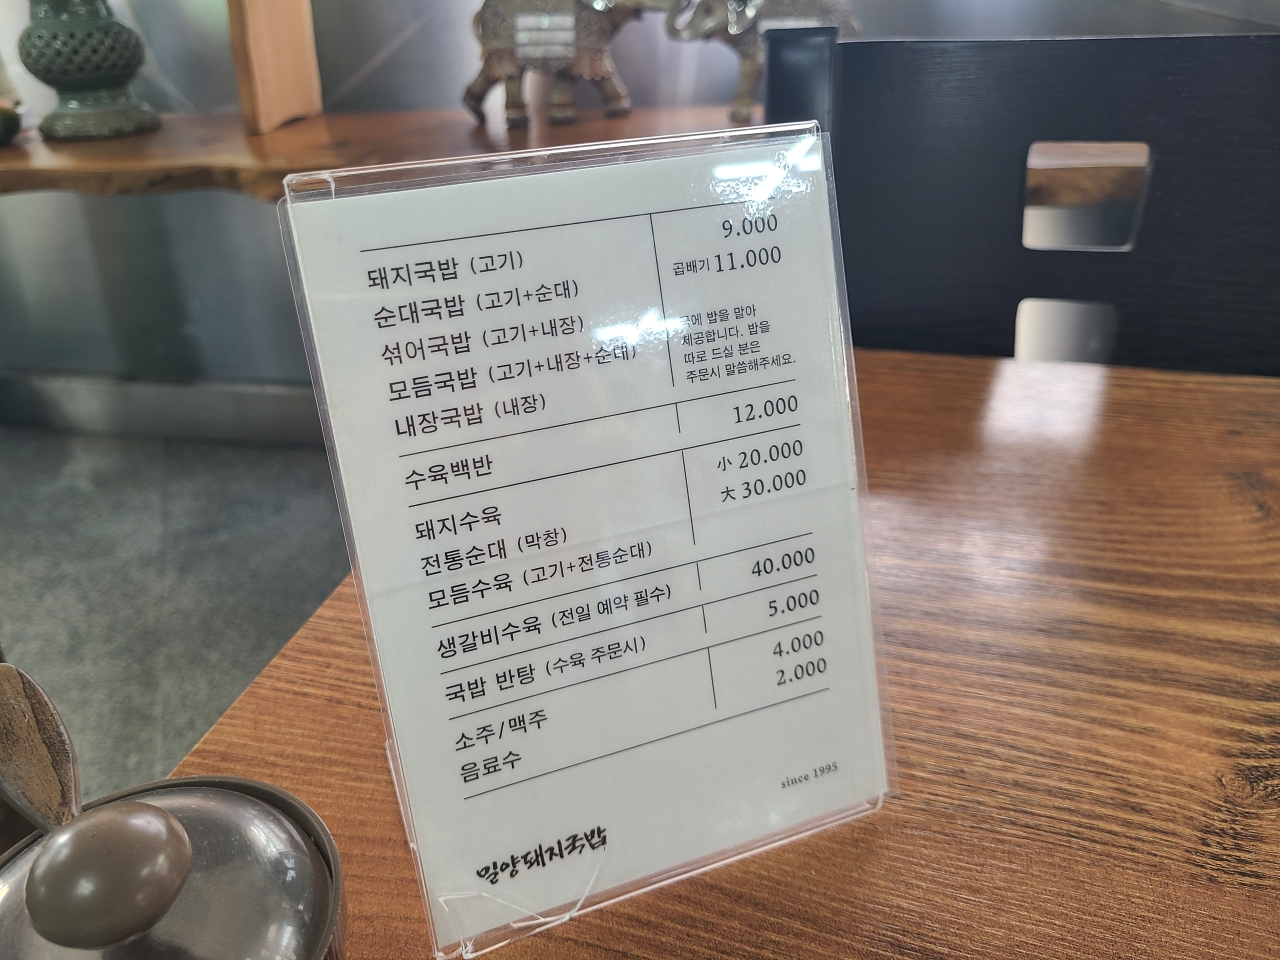 돼지국밥 (고기) 9.000
순대국밥 (고기+순대) 곱배기 11.000
섞어국밥 (고기+내장)
모듬국밥 (고기+내장+순대)
내장국밥 (내장)
에 밥을 말아
제공합니다. 밥을
따로 드실 분은
주문시 말씀해주세요.
수육백반 12.000
돼지수육 小 20.000
전통순대 (막창) 大 30.000
모듬수육 (고기+전통순대)
생갈비수육 (전일 예약 필수) 40.000
국밥 반탕 (수육 주문시) 5.000
소주/맥주 4.000
음료수 2.000
since 1995
밀양돼지국밥